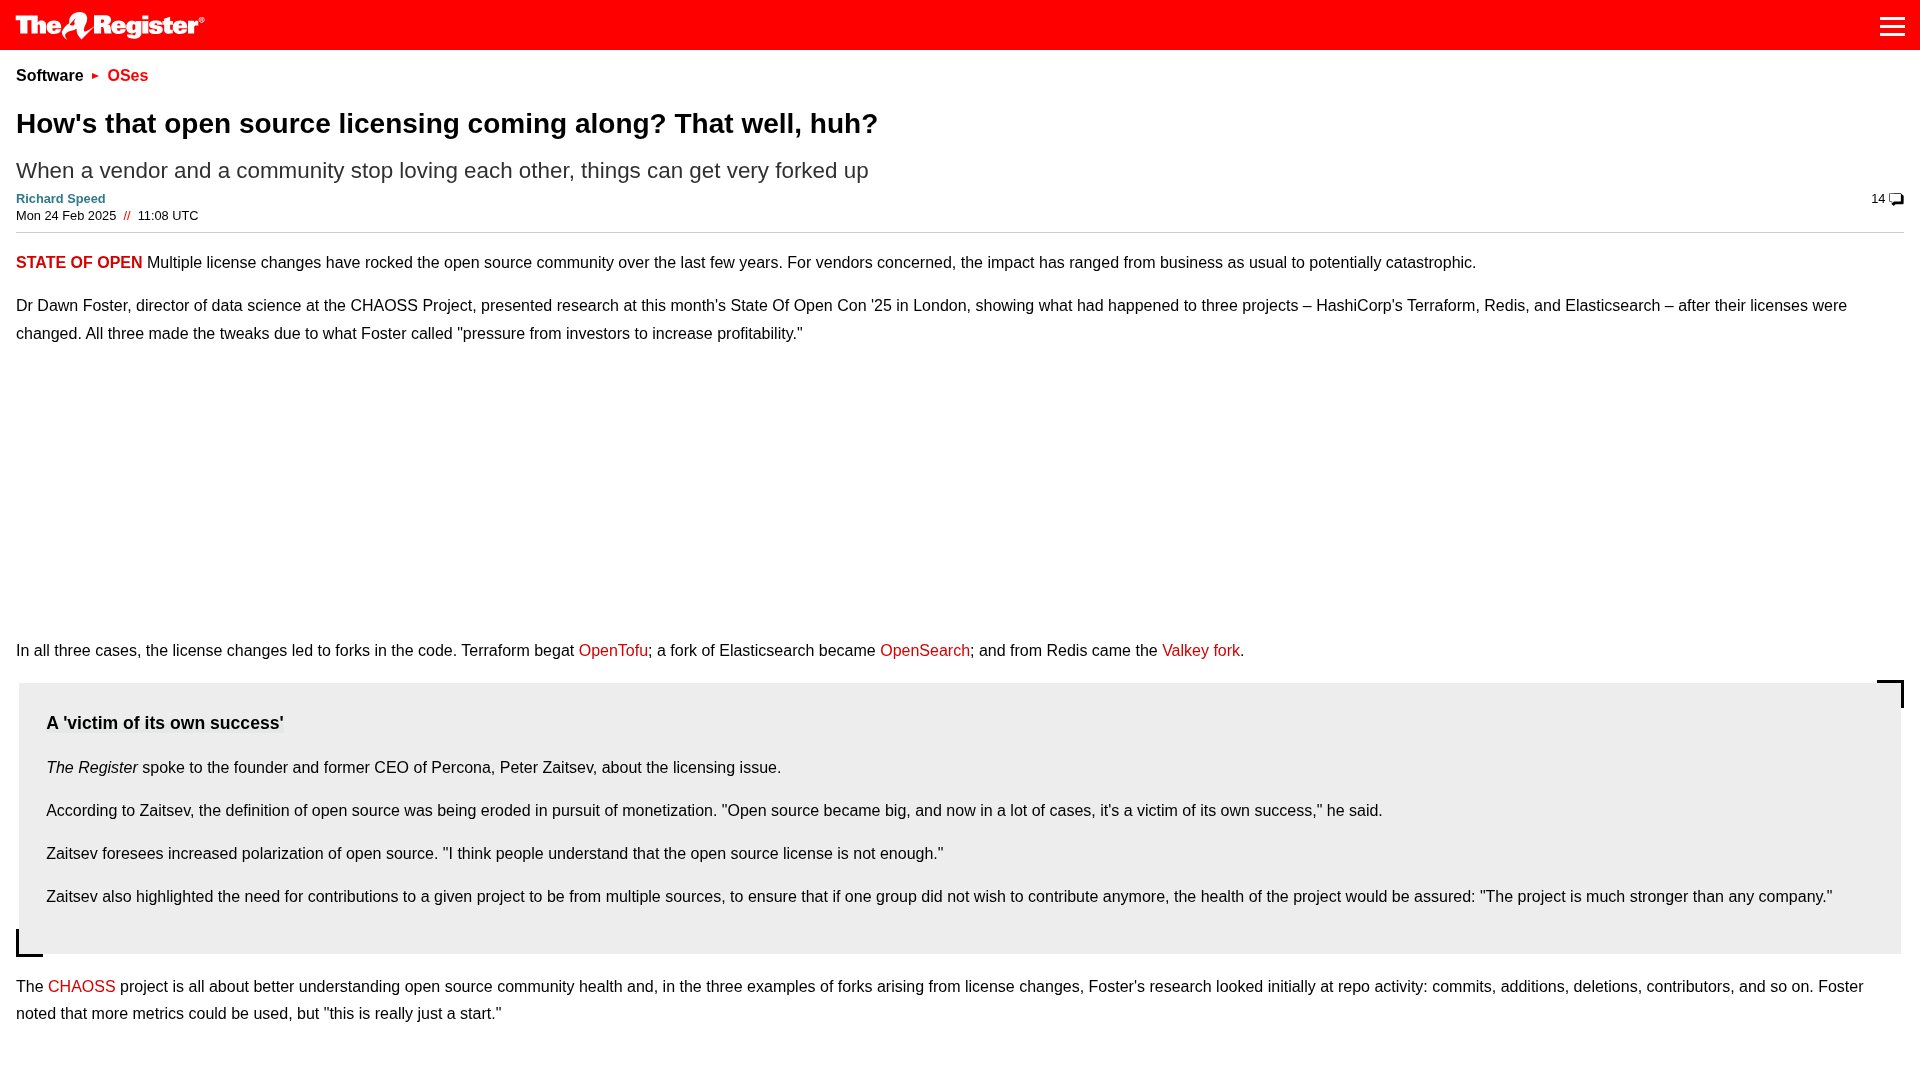 The Register®
Software ▸ OSes
How's that open source licensing coming along? That well, huh?
When a vendor and a community stop loving each other, things can get very forked up
Richard Speed
14
Mon 24 Feb 2025 // 11:08 UTC
STATE OF OPEN Multiple license changes have rocked the open source community over the last few years. For vendors concerned, the impact has ranged from business as usual to potentially catastrophic.
Dr Dawn Foster, director of data science at the CHAOSS Project, presented research at this month's State Of Open Con '25 in London, showing what had happened to three projects – HashiCorp's Terraform, Redis, and Elasticsearch – after their licenses were
changed. All three made the tweaks due to what Foster called "pressure from investors to increase profitability."
In all three cases, the license changes led to forks in the code. Terraform begat OpenTofu; a fork of Elasticsearch became OpenSearch; and from Redis came the Valkey fork.
A 'victim of its own success'
The Register spoke to the founder and former CEO of Percona, Peter Zaitsev, about the licensing issue.
According to Zaitsev, the definition of open source was being eroded in pursuit of monetization. "Open source became big, and now in a lot of cases, it's a victim of its own success," he said.
Zaitsev foresees increased polarization of open source. "I think people understand that the open source license is not enough."
Zaitsev also highlighted the need for contributions to a given project to be from multiple sources, to ensure that if one group did not wish to contribute anymore, the health of the project would be assured: "The project is much stronger than any company."
The CHAOSS project is all about better understanding open source community health and, in the three examples of forks arising from license changes, Foster's research looked initially at repo activity: commits, additions, deletions, contributors, and so on. Foster
noted that more metrics could be used, but "this is really just a start."